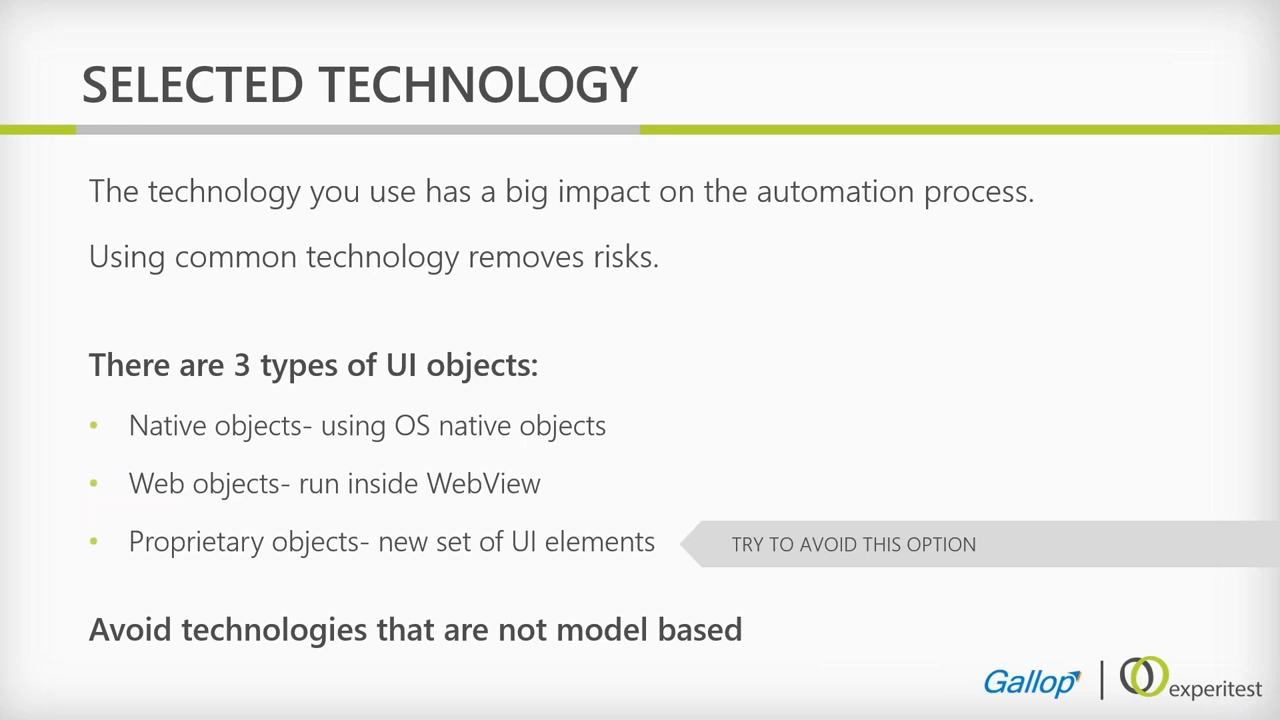 SELECTED TECHNOLOGY
The technology you use has a big impact on the automation process.
Using common technology removes risks.
There are 3 types of UI objects:
• Native objects- using OS native objects
• Web objects- run inside WebView
• Proprietary objects- new set of UI elements
TRY TO AVOID THIS OPTION
Avoid technologies that are not model based
Gallop | experitest